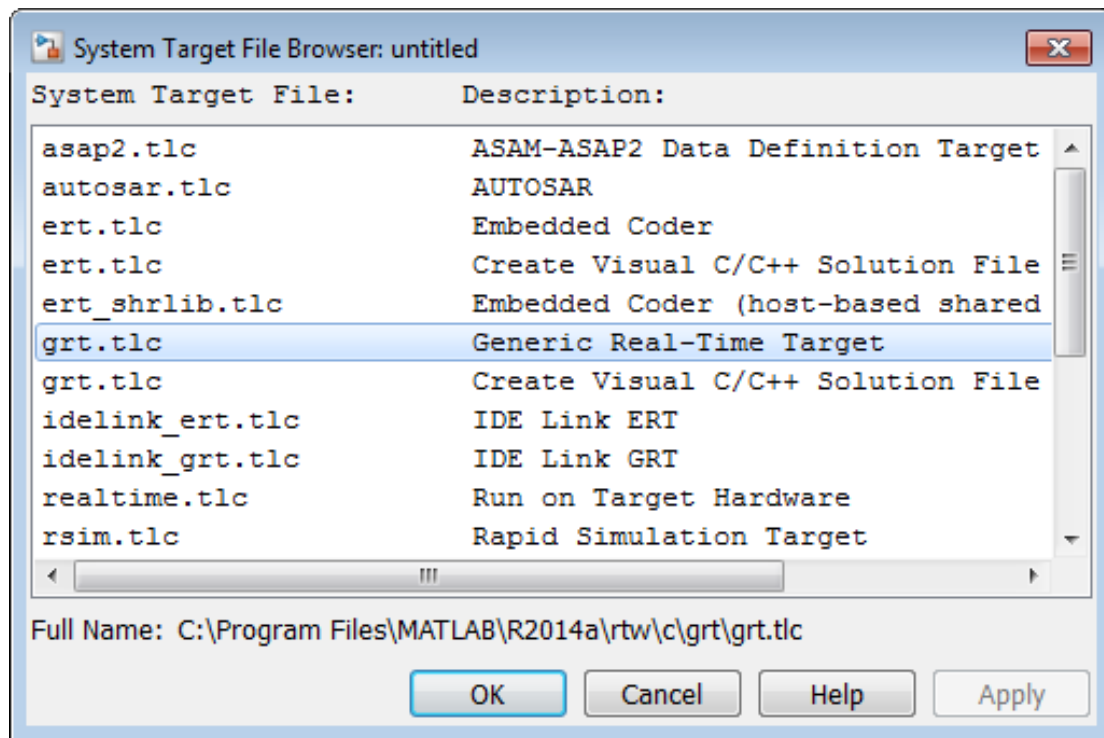 System Target File Browser: untitled
System Target File: Description:
asap2.tlc ASAM-ASAP2 Data Definition Target
autosar.tlc AUTOSAR
ert.tlc Embedded Coder
ert.tlc Create Visual C/C++ Solution File
ert_shrlib.tlc Embedded Coder (host-based shared
grt.tlc Generic Real-Time Target
grt.tlc Create Visual C/C++ Solution File
idelink_ert.tlc IDE Link ERT
idelink_grt.tlc IDE Link GRT
realtime.tlc Run on Target Hardware
rsim.tlc Rapid Simulation Target
Full Name: C:\Program Files\MATLAB\R2014a\rtw\c\grt\grt.tlc
OK Cancel Help Apply